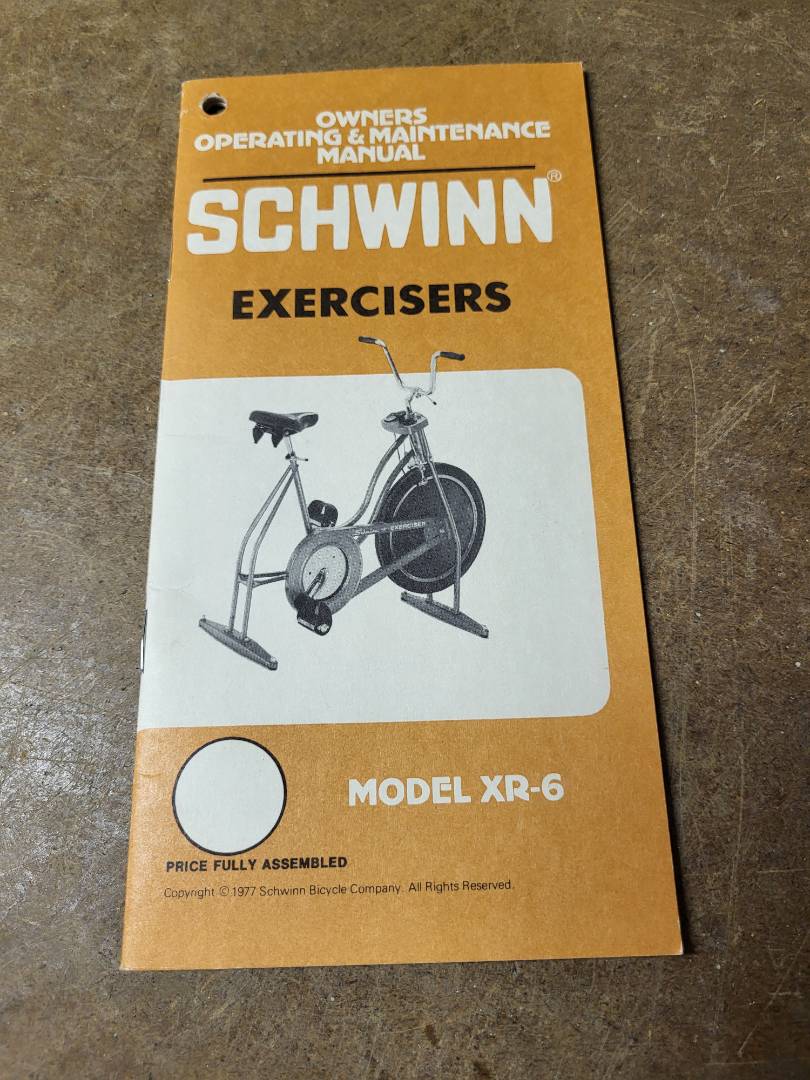 OWNERS
OPERATING & MAINTENANCE
MANUAL
SCHWINN®
EXERCISERS
Schwinn EXERCISER
MODEL XR-6
PRICE FULLY ASSEMBLED
Copyright © 1977 Schwinn Bicycle Company. All Rights Reserved.